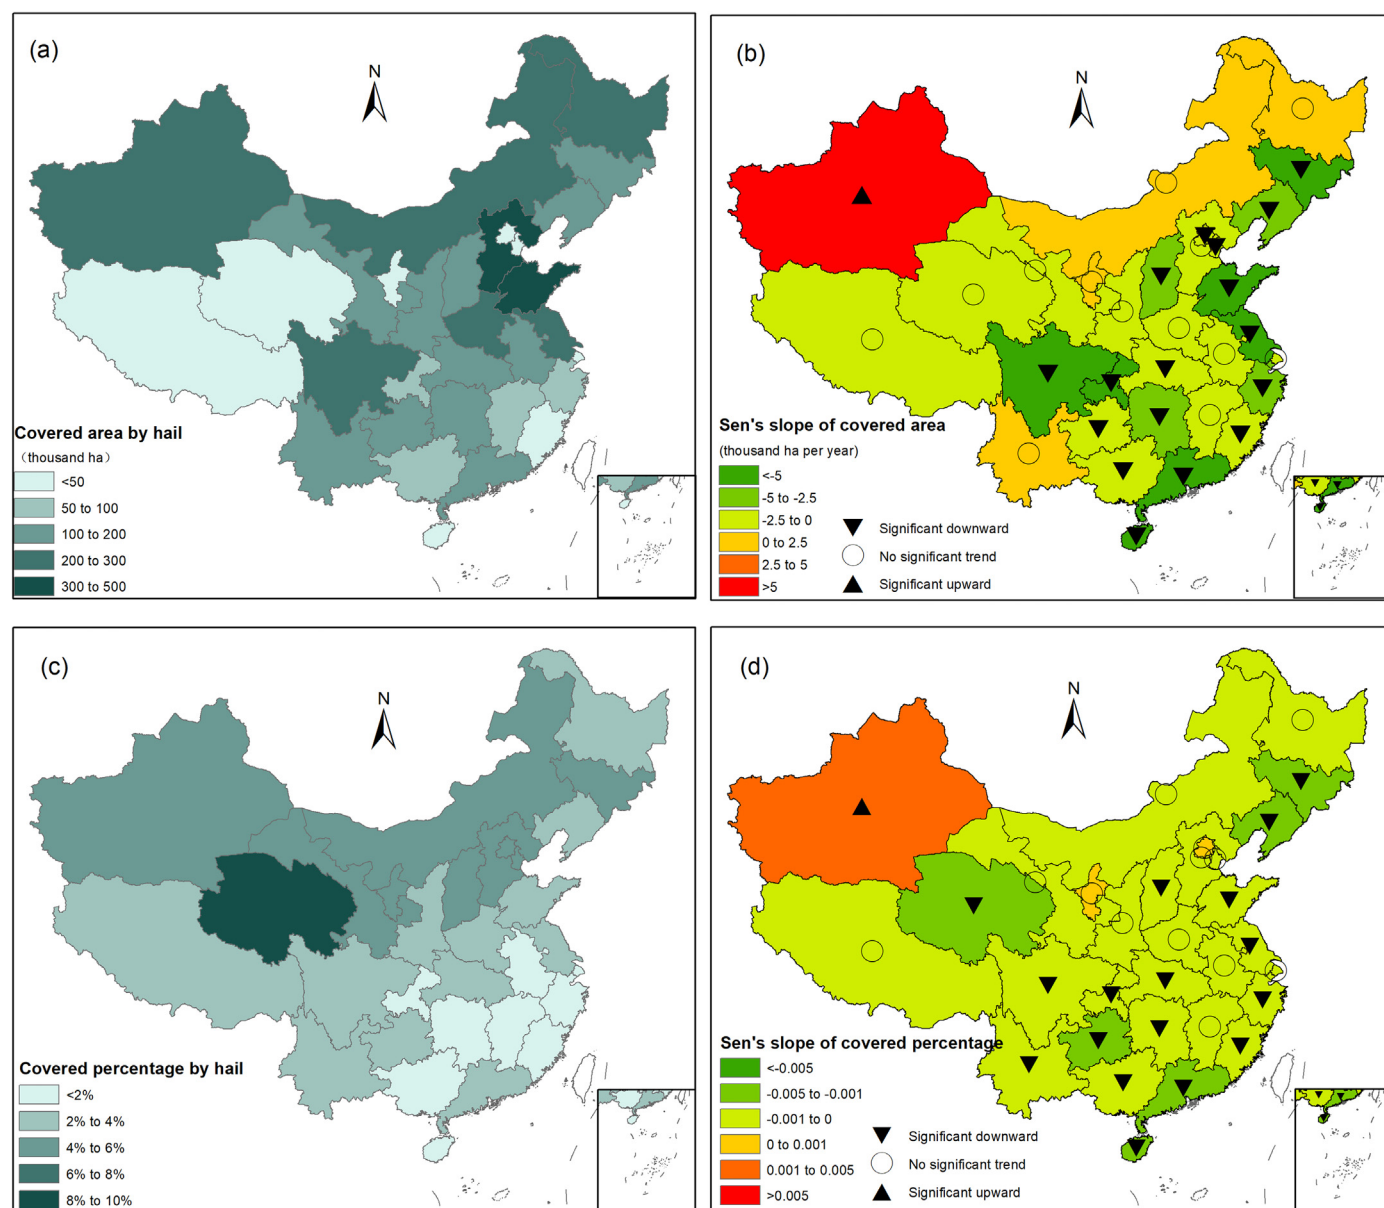 (a)
N
Covered area by hail
(thousand ha)
<50
50 to 100
100 to 200
200 to 300
300 to 500
(b)
N
Sen's slope of covered area
(thousand ha per year)
<-5
-5 to -2.5
-2.5 to 0
0 to 2.5
2.5 to 5
>5
Significant downward
No significant trend
Significant upward
(c)
N
Covered percentage by hail
<2%
2% to 4%
4% to 6%
6% to 8%
8% to 10%
(d)
N
Sen's slope of covered percentage
<-0.005
-0.005 to -0.001
-0.001 to 0
0 to 0.001
0.001 to 0.005
>0.005
Significant downward
No significant trend
Significant upward